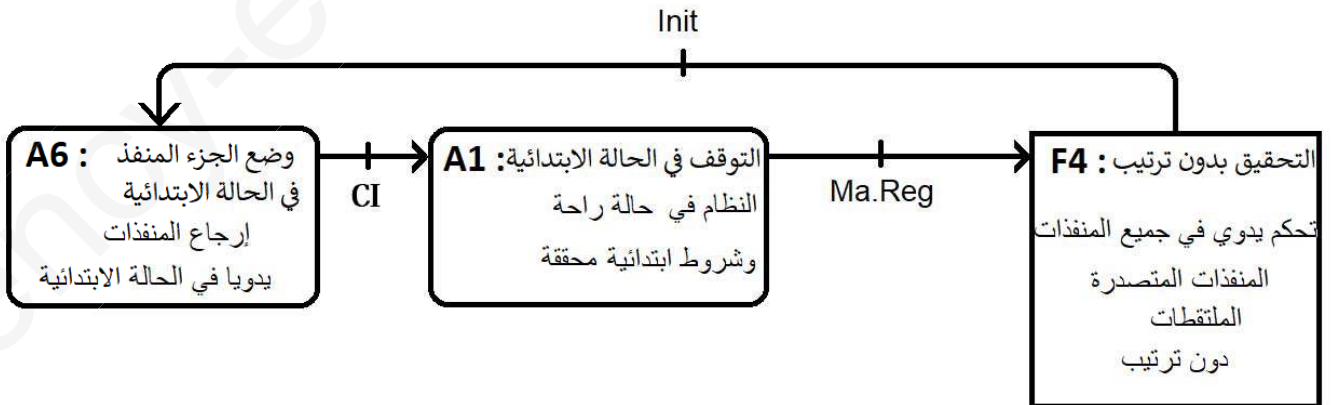 Init
A6 : وضع الجزء المنفذ
في الحالة الابتدائية
إرجاع المنفذات
يدويا في الحالة الابتدائية
CI
A1 : التوقف في الحالة الابتدائية
النظام في حالة راحة
وشروط ابتدائية محققة
Ma.Reg
F4 : التحقيق بدون ترتيب
تحكم يدوي في جميع المنفذات
المنفذات المتصدرة
الملتقطات
دون ترتيب